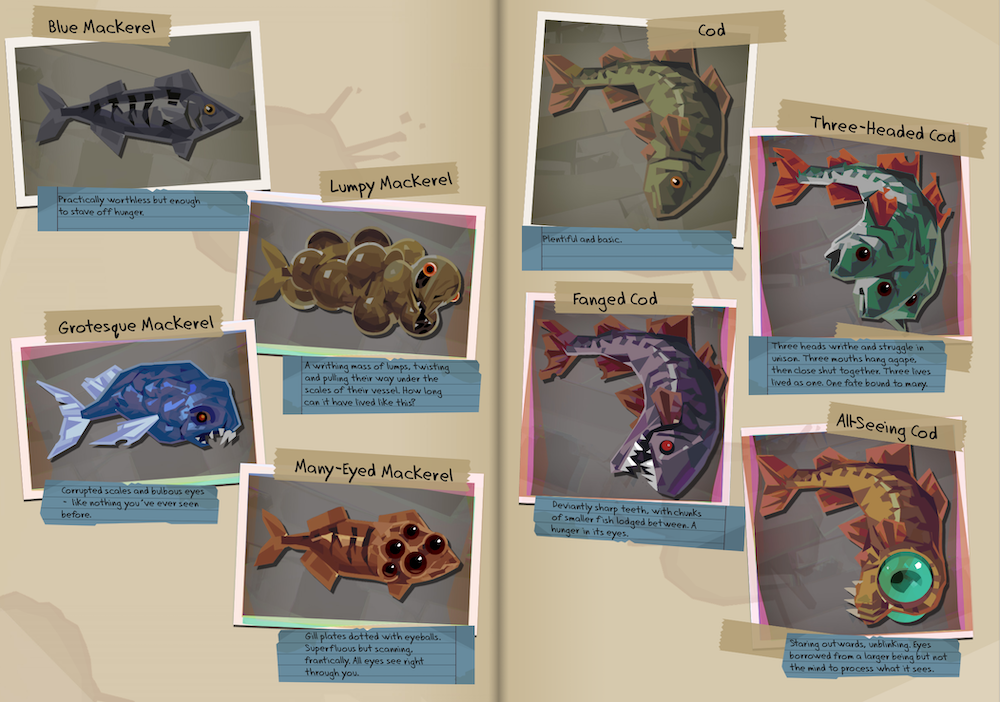 Blue Mackerel
Practically worthless but enough
to stave off hunger.
Lumpy Mackerel
A writhing mass of lumps, twisting
and pulling their way under the
scales of their vessel. How long
can it have lived like this?
Grotesque Mackerel
Corrupted scales and bulbous eyes
- like nothing you've ever seen
before.
Many-Eyed Mackerel
Gill plates dotted with eyeballs.
Superfluous but scanning,
frantically. All eyes see right
through you.
Cod
Plentiful and basic.
Three-Headed Cod
Three heads writhe and struggle in
unison. Three mouths hang agape,
then close shut together. Three lives
lived as one. One fate bound to many.
Fanged Cod
Deviantly sharp teeth, with chunks
of smaller fish lodged between. A
hunger in its eyes.
All-Seeing Cod
Staring outwards, unblinking. Eyes
borrowed from a larger being but not
the mind to process what it sees.